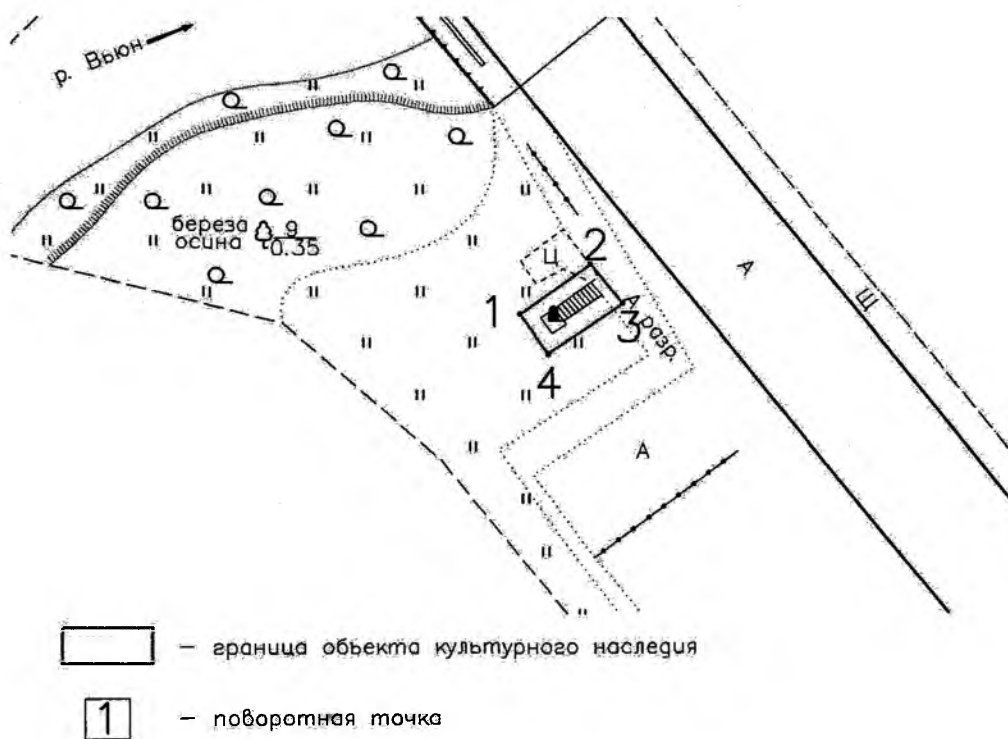 р. Вьюн
береза 9
осина 0.35
Ц
2
1
3
4
А разр.
А
А
Щ
граница объекта культурного наследия
1
поворотная точка